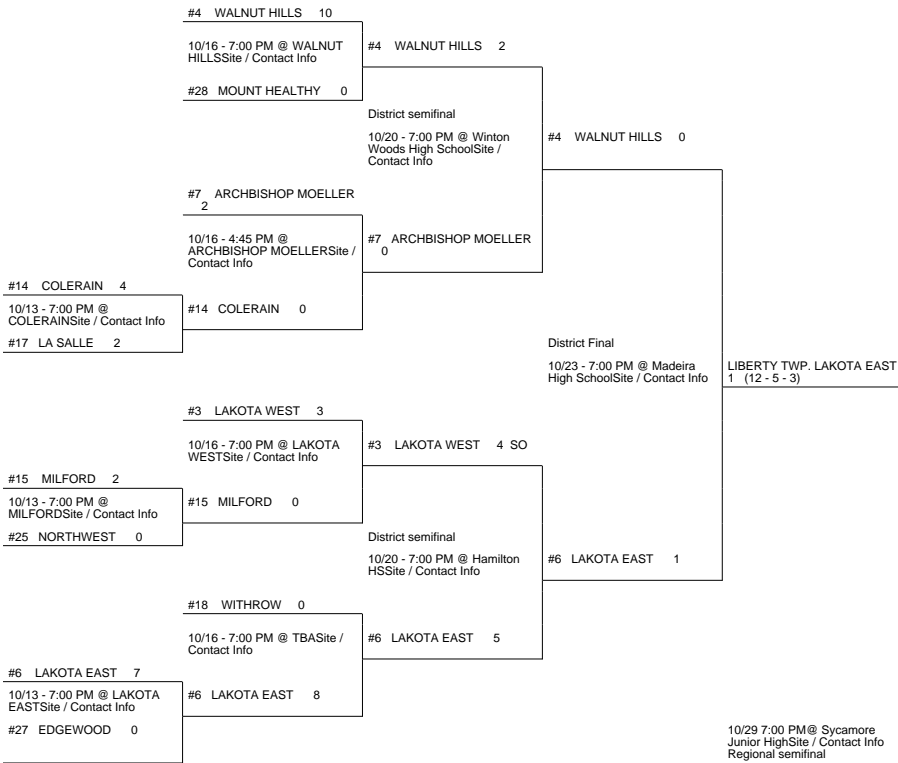 #4 WALNUT HILLS 10
10/16 - 7:00 PM @ WALNUT
HILLSSite / Contact Info
#28 MOUNT HEALTHY 0
#7 ARCHBISHOP MOELLER
2
10/16 - 4:45 PM @
ARCHBISHOP MOELLERSite /
Contact Info
#14 COLERAIN 4
10/13 - 7:00 PM @
COLERAINSite / Contact Info
#17 LA SALLE 2
#14 COLERAIN 0
#4 WALNUT HILLS 2
District semifinal
10/20 - 7:00 PM @ Winton
Woods High SchoolSite /
Contact Info
#7 ARCHBISHOP MOELLER
0
#4 WALNUT HILLS 0
District Final
10/23 - 7:00 PM @ Madeira
High SchoolSite / Contact Info
LIBERTY TWP. LAKOTA EAST
1 (12 - 5 - 3)
#3 LAKOTA WEST 3
10/16 - 7:00 PM @ LAKOTA
WESTSite / Contact Info
#15 MILFORD 2
10/13 - 7:00 PM @
MILFORDSite / Contact Info
#25 NORTHWEST 0
#15 MILFORD 0
#3 LAKOTA WEST 4 SO
District semifinal
10/20 - 7:00 PM @ Hamilton
HSSite / Contact Info
#6 LAKOTA EAST 1
#18 WITHROW 0
10/16 - 7:00 PM @ TBASite /
Contact Info
#6 LAKOTA EAST 5
#6 LAKOTA EAST 7
10/13 - 7:00 PM @ LAKOTA
EASTSite / Contact Info
#27 EDGEWOOD 0
#6 LAKOTA EAST 8
10/29 7:00 PM@ Sycamore
Junior HighSite / Contact Info
Regional semifinal